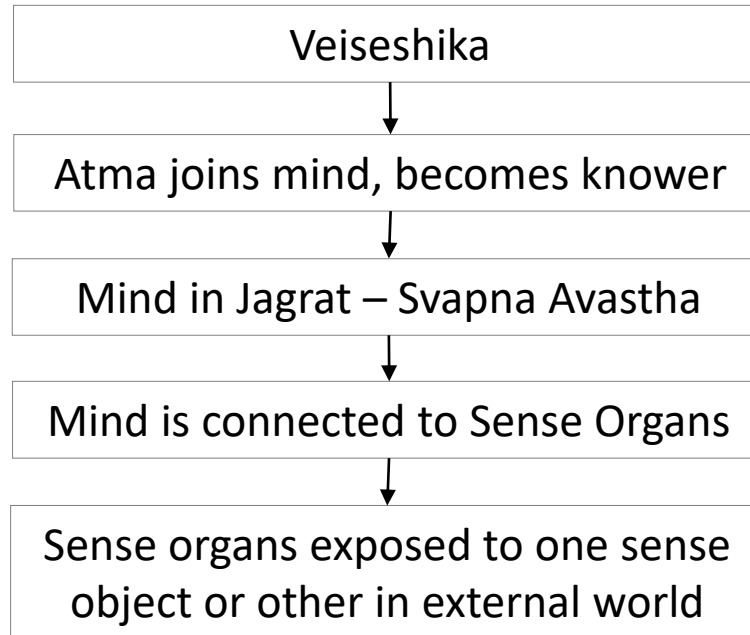 Veiseshika
Atma joins mind, becomes knower
Mind in Jagrat – Svapna Avastha
Mind is connected to Sense Organs
Sense organs exposed to one sense
object or other in external world